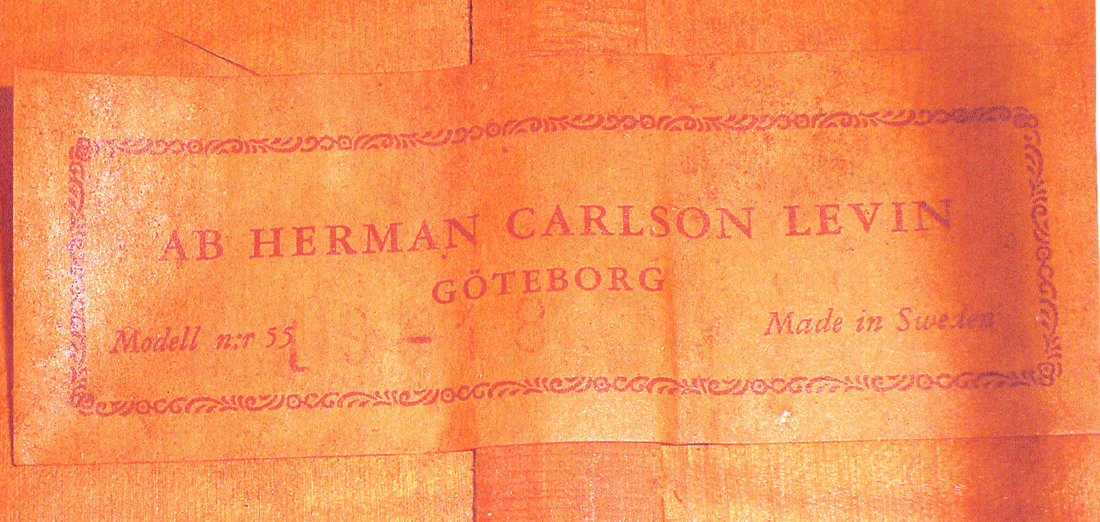 AB HERMAN CARLSON LEVIN
GÖTEBORG
Modell n:r 55
Made in Sweden